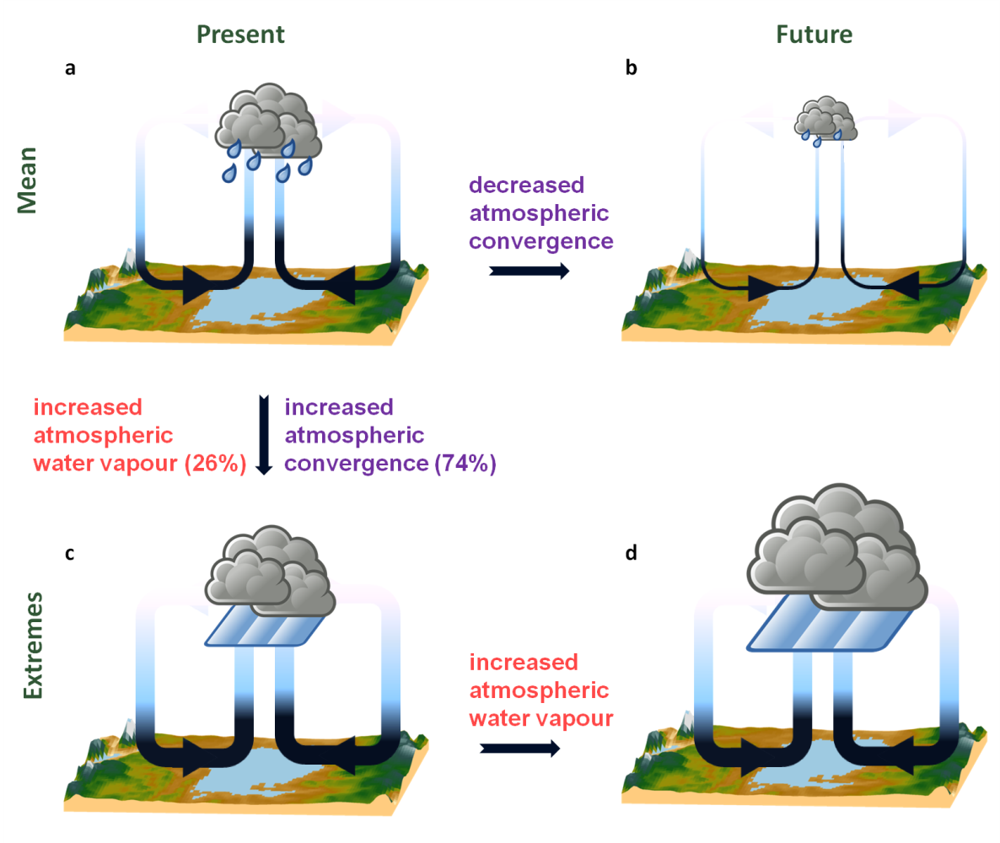 Present
Future
a
b
Mean
decreased
atmospheric
convergence
increased
atmospheric
water vapour (26%)
increased
atmospheric
convergence (74%)
c
d
Extremes
increased
atmospheric
water vapour